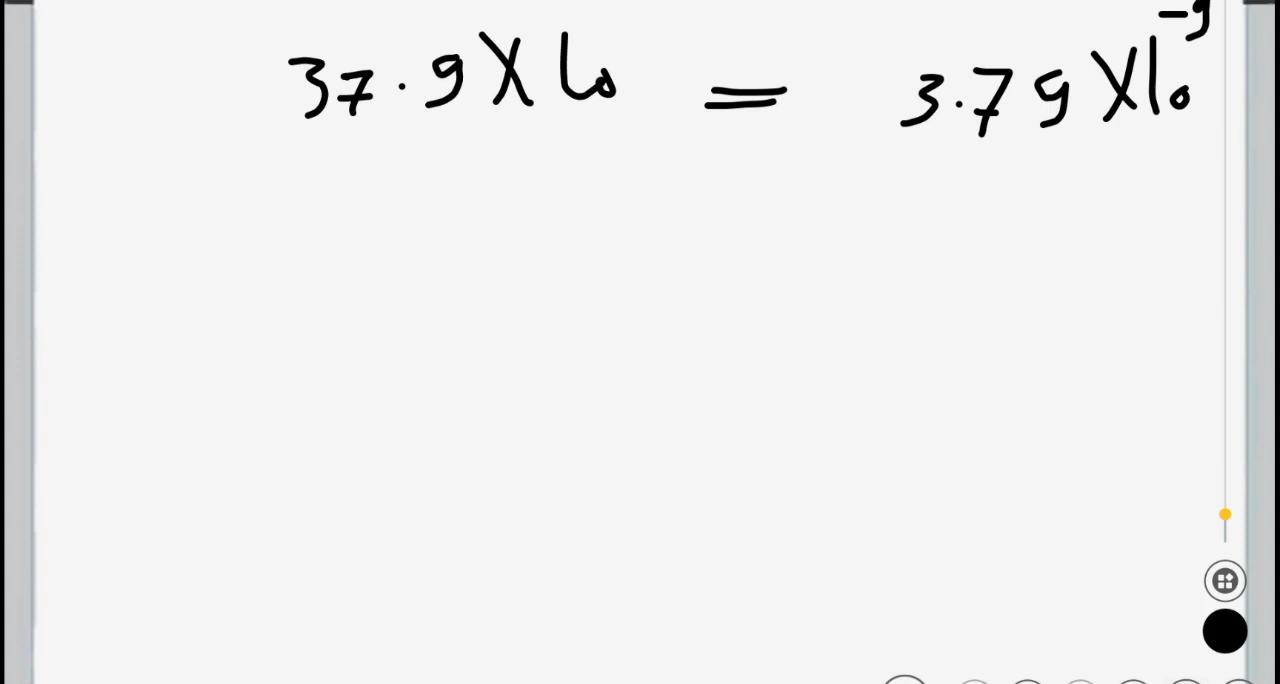 37.9 X 10 = 3.79 X 10⁻⁹